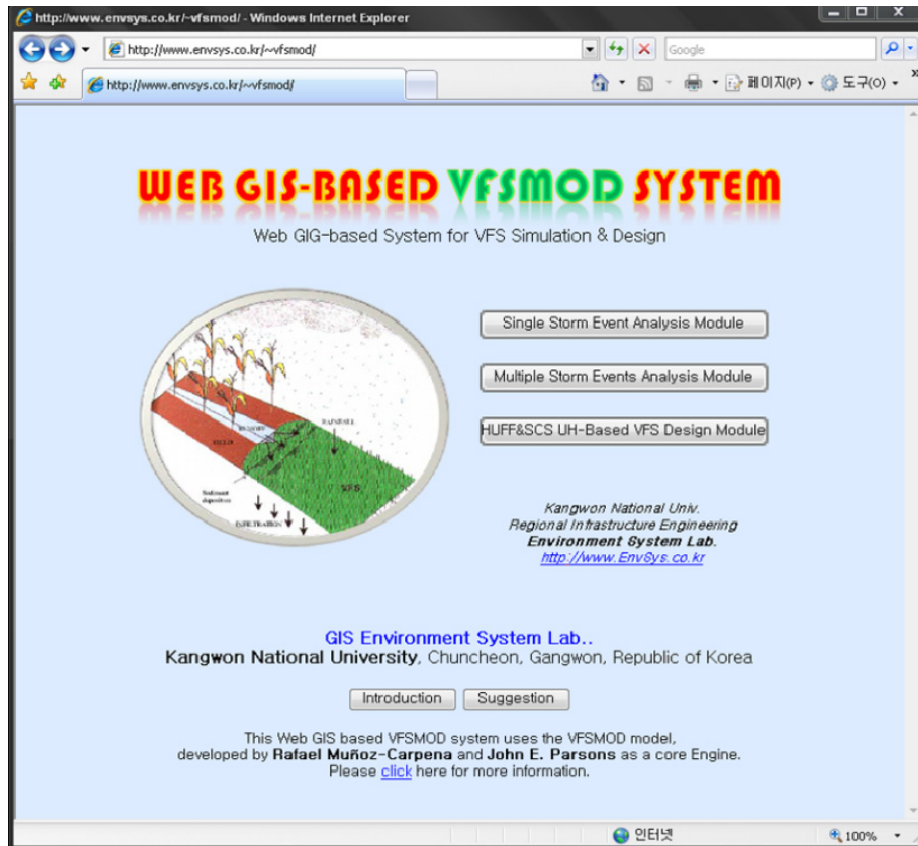 http://www.envsys.co.kr/~vfsmod/ - Windows Internet Explorer
http://www.envsys.co.kr/~vfsmod/
Google
http://www.envsys.co.kr/~vfsmod/
페이지(P)
도구(O)
WEB GIS-BASED VFSMOD SYSTEM
Web GIG-based System for VFS Simulation & Design
RUNOFF
RAINFALL
FIELD
VFS
Sediment
deposition
INFILTRATION
Single Storm Event Analysis Module
Multiple Storm Events Analysis Module
HUFF&SCS UH-Based VFS Design Module
Kangwon National Univ.
Regional Infrastructure Engineering
Environment System Lab.
http://www.EnvSys.co.kr
GIS Environment System Lab..
Kangwon National University, Chuncheon, Gangwon, Republic of Korea
Introduction Suggestion
This Web GIS based VFSMOD system uses the VFSMOD model,
developed by Rafael Muñoz-Carpena and John E. Parsons as a core Engine.
Please click here for more information.
인터넷
100%